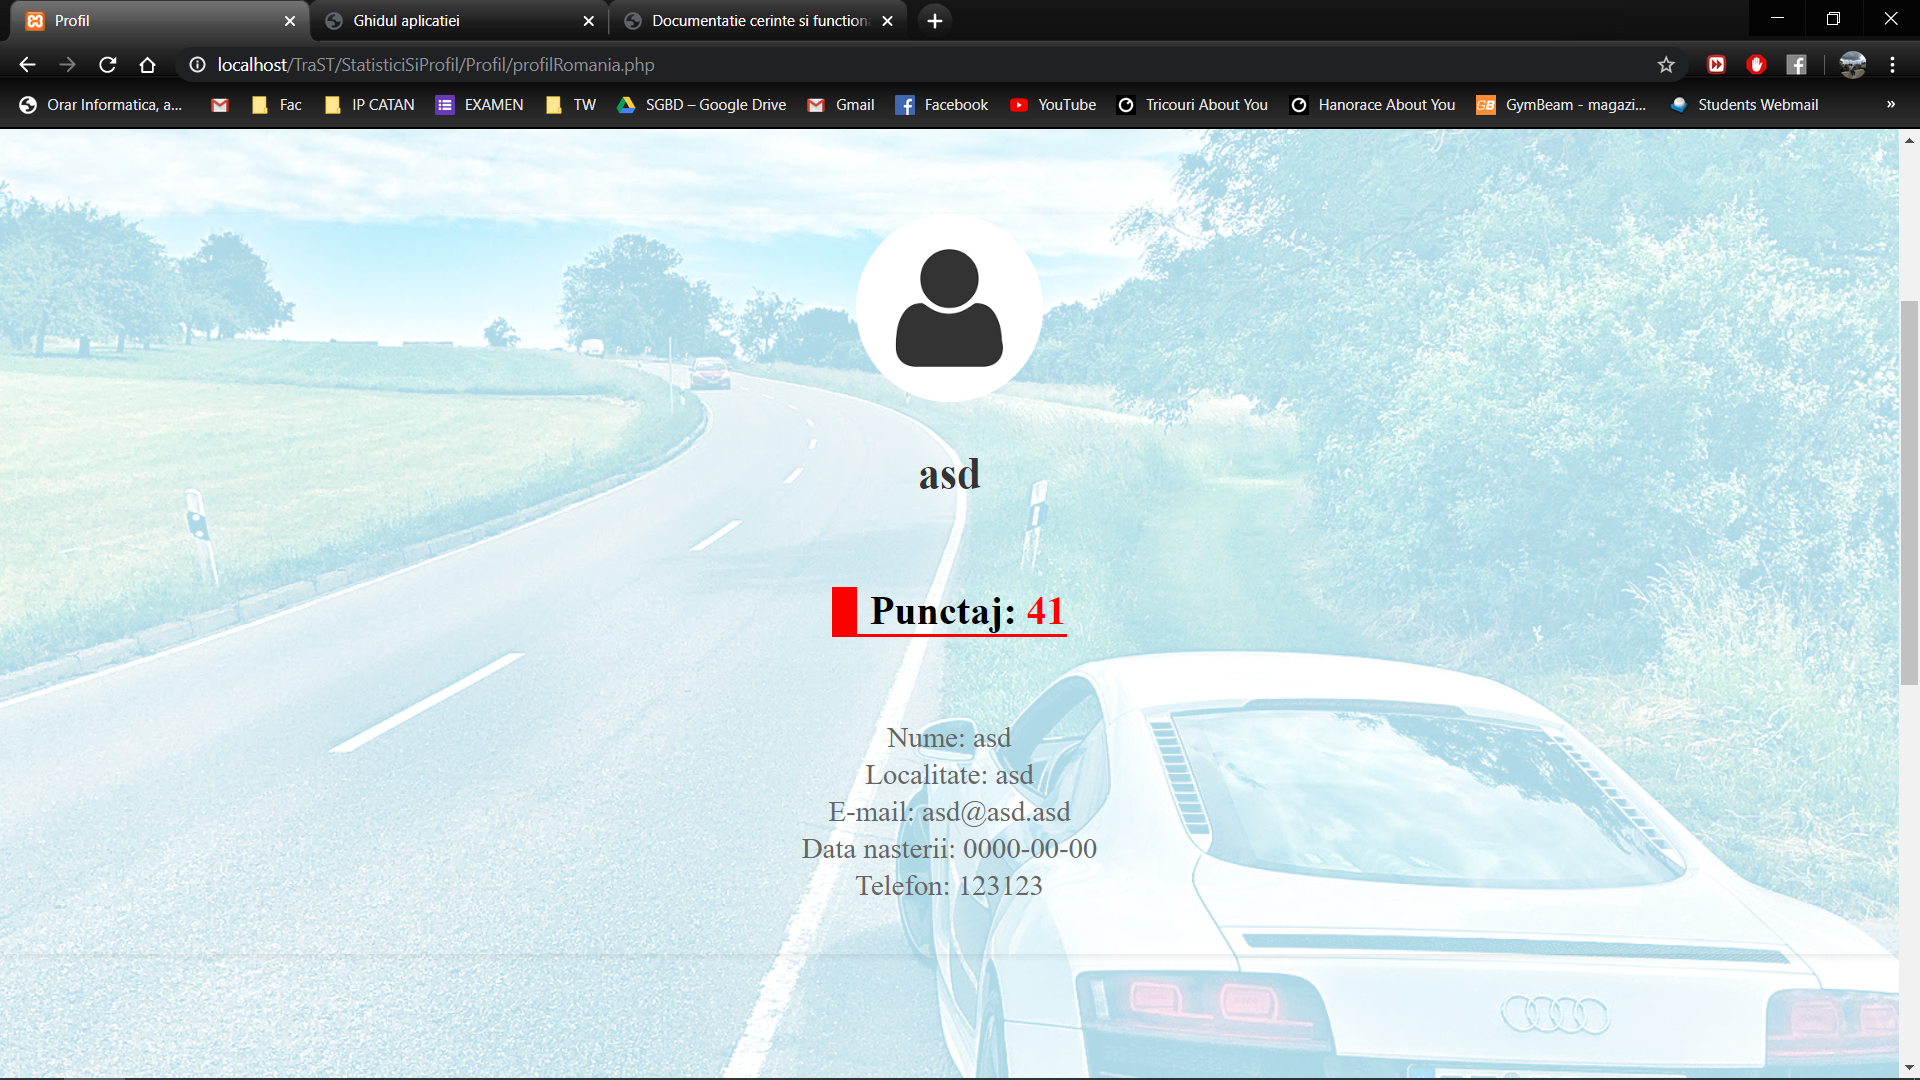 Profil
Ghidul aplicatiei
Documentatie cerinte si function
localhost/TraST/StatisticiSiProfil/Profil/profilRomania.php
Orar Informatica, a...
Fac
IP CATAN
EXAMEN
TW
SGBD – Google Drive
Gmail
Facebook
YouTube
Tricouri About You
Hanorace About You
GB
GymBeam - magazi...
Students Webmail
»
asd
Punctaj: 41
Nume: asd
Localitate: asd
E-mail: asd@asd.asd
Data nasterii: 0000-00-00
Telefon: 123123